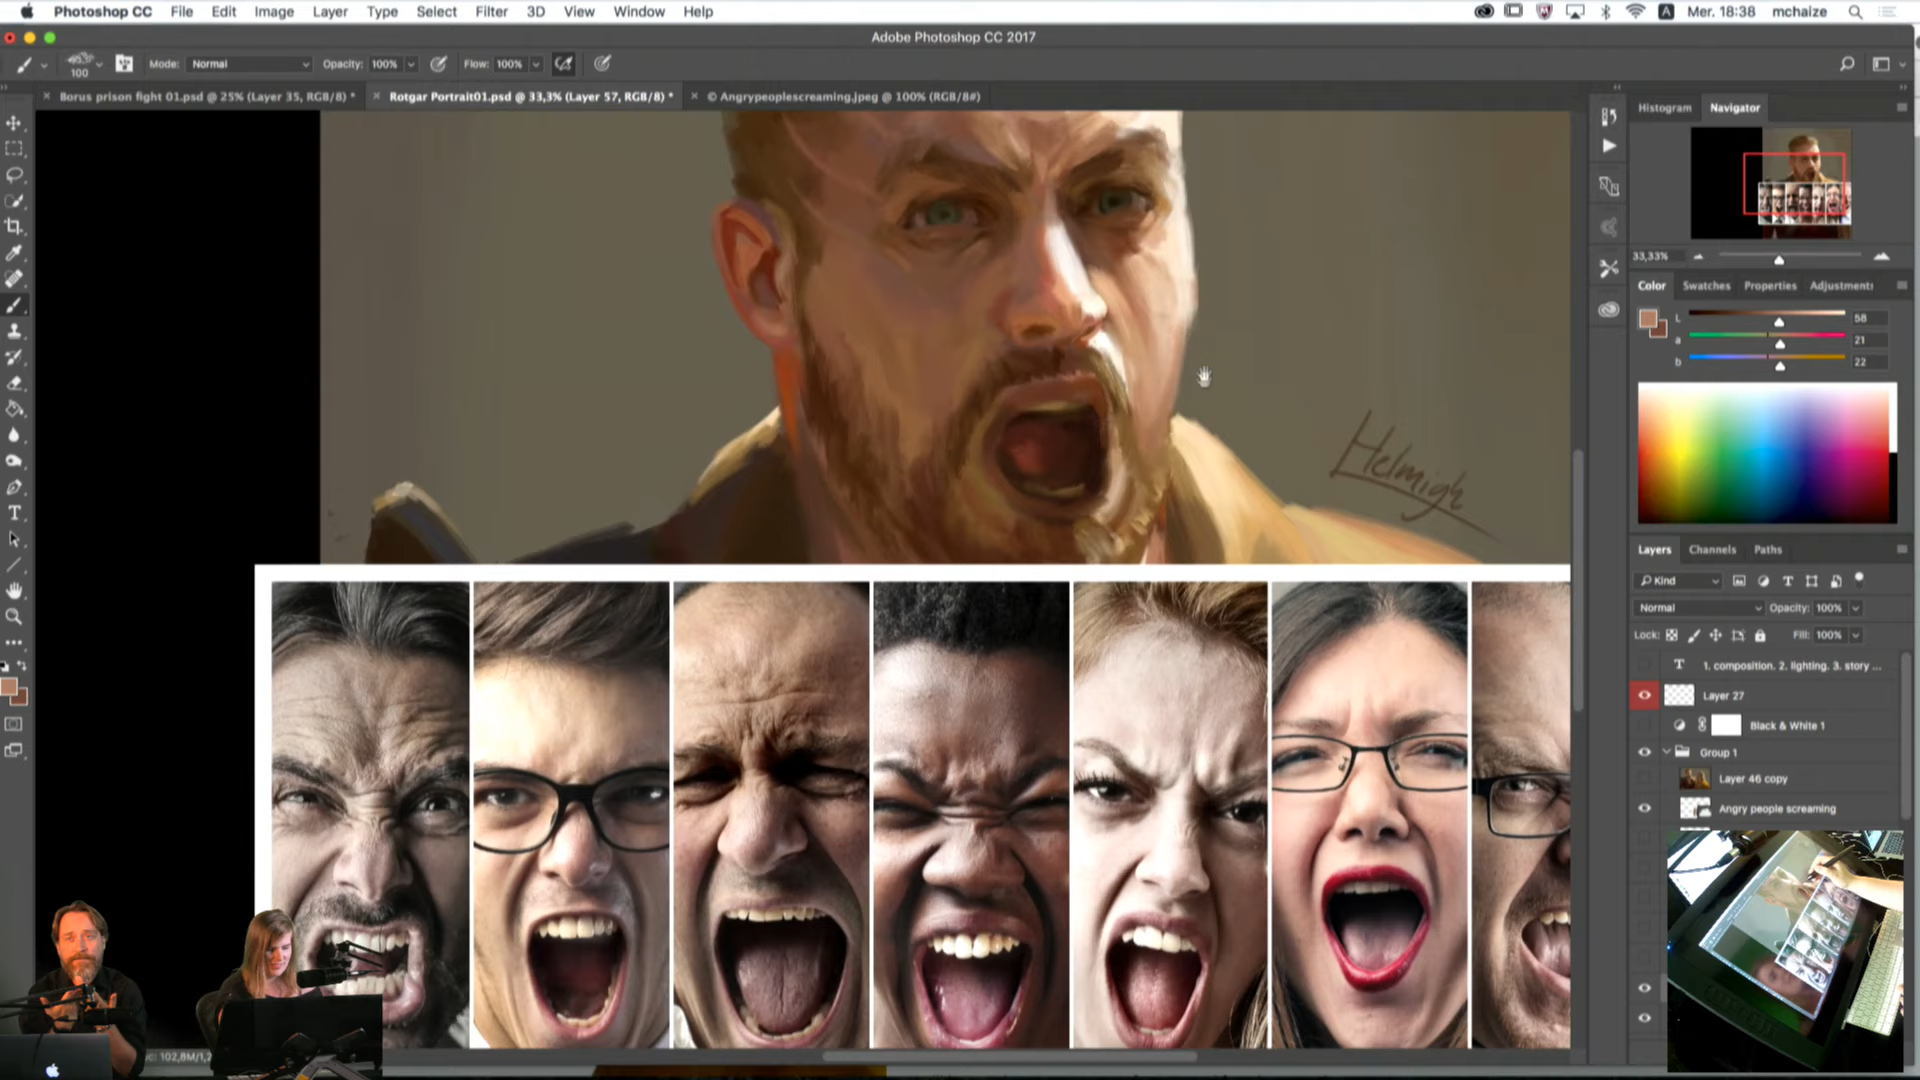 Photoshop CC File Edit Image Layer Type Select Filter 3D View Window Help A Mer. 18:38 mchaize
Adobe Photoshop CC 2017
100 Mode: Normal Opacity: 100% Flow: 100%
× Borus prison fight 01.psd @ 25% (Layer 35, RGB/8) * × Rotgar Portrait01.psd @ 33,3% (Layer 57, RGB/8) * × © Angrypeoplescreaming.jpeg @ 100% (RGB/8#)
Histogram Navigator
33,33%
Color Swatches Properties Adjustments
L 58
a 21
b 22
Helmigh
Layers Channels Paths
Kind
Normal Opacity: 100%
Lock: Fill: 100%
T 1. composition. 2. lighting. 3. story ...
Layer 27
Black & White 1
Group 1
Layer 46 copy
Angry people screaming
102,8M/1,2